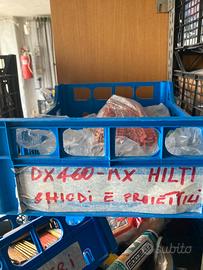 DX460-MX HILTI
CHIODI E PROIETTILI
subito